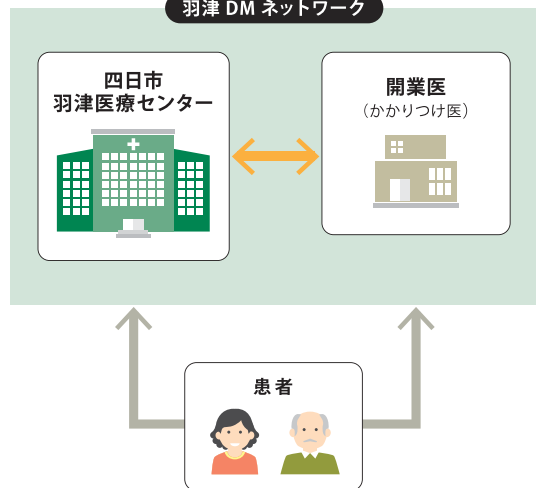 羽津 DM ネットワーク
四日市
羽津医療センター
開業医
（かかりつけ医）
患者